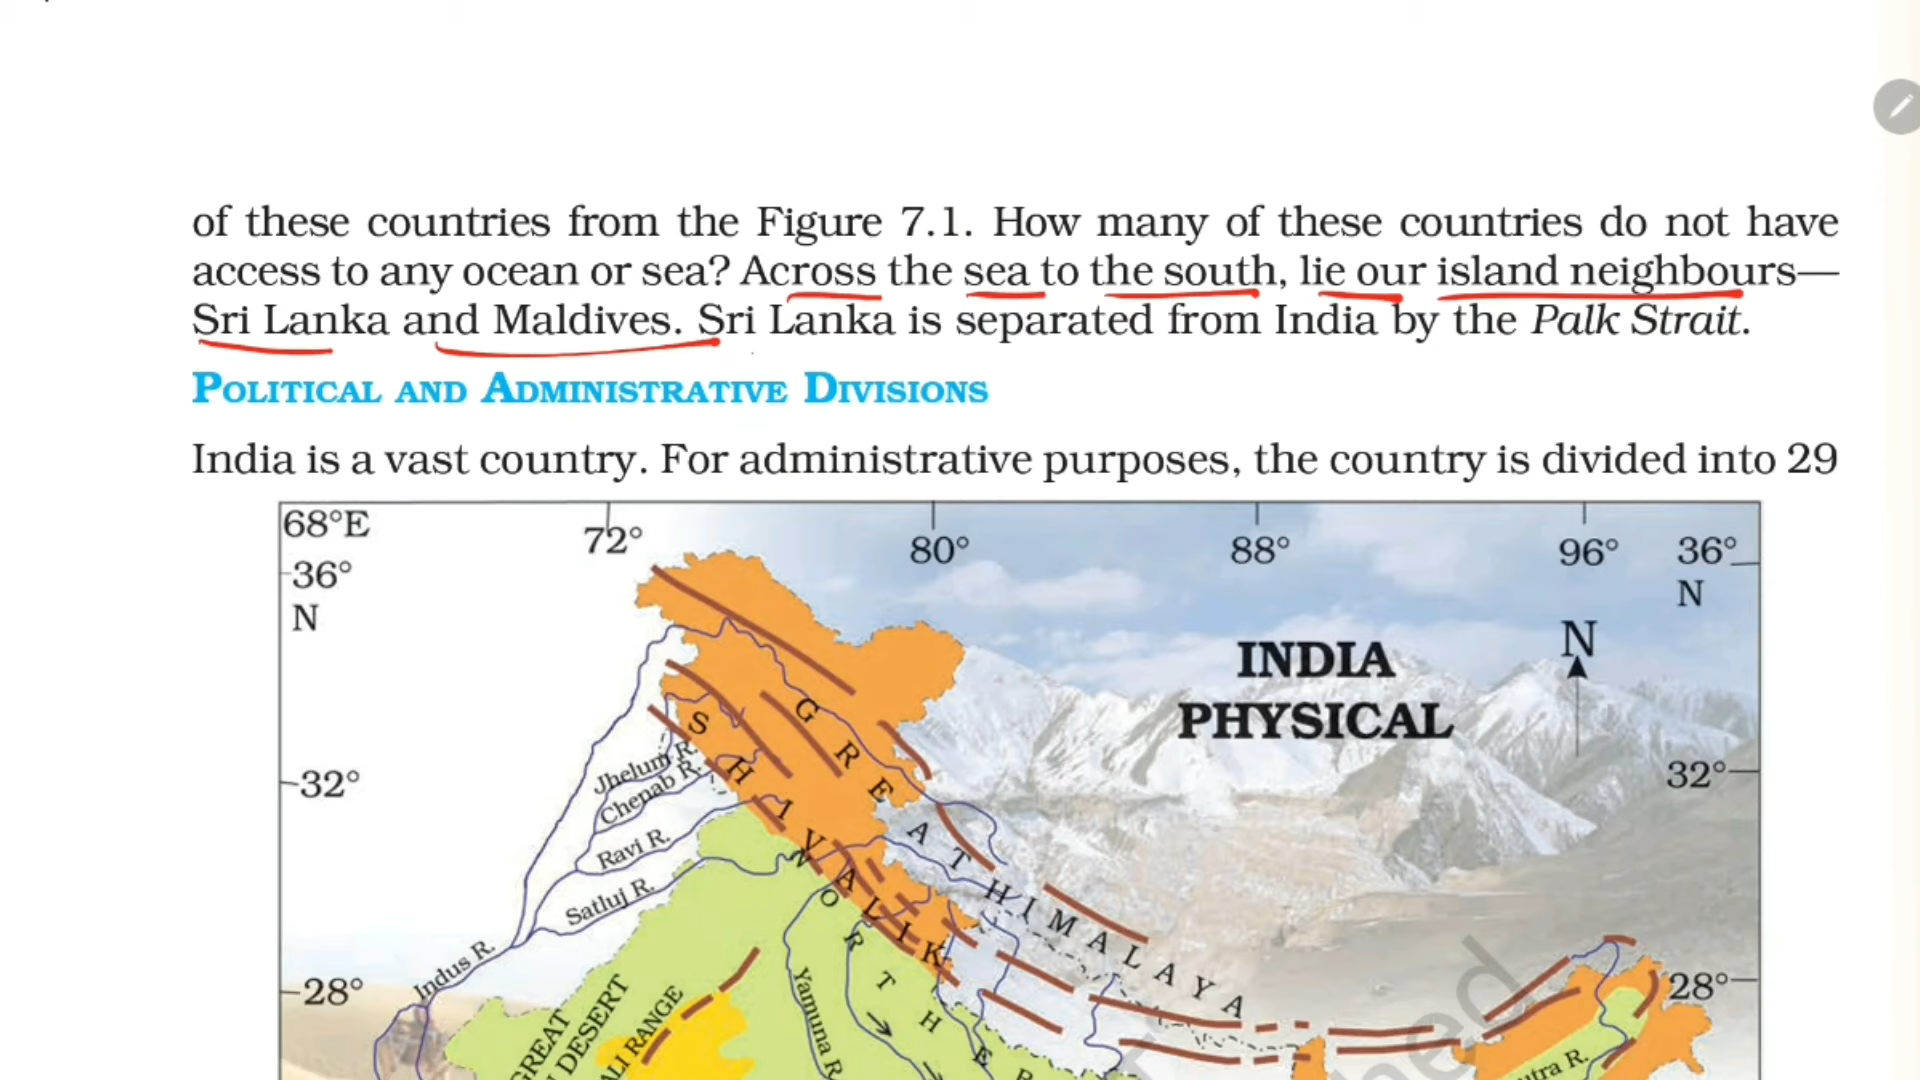 of these countries from the Figure 7.1. How many of these countries do not have
access to any ocean or sea? Across the sea to the south, lie our island neighbours—
Sri Lanka and Maldives. Sri Lanka is separated from India by the Palk Strait.
POLITICAL AND ADMINISTRATIVE DIVISIONS
India is a vast country. For administrative purposes, the country is divided into 29
68°E
72°
80°
88°
96°
36°
N
36°
N
N
INDIA
PHYSICAL
32°
32°
28°
28°
GREAT HIMALAYA
SHIVALIK
NORTHER
Jhelum R.
Chenab R.
Ravi R.
Satluj R.
Indus R.
Yamuna R.
GREAT
DESERT
RANGE